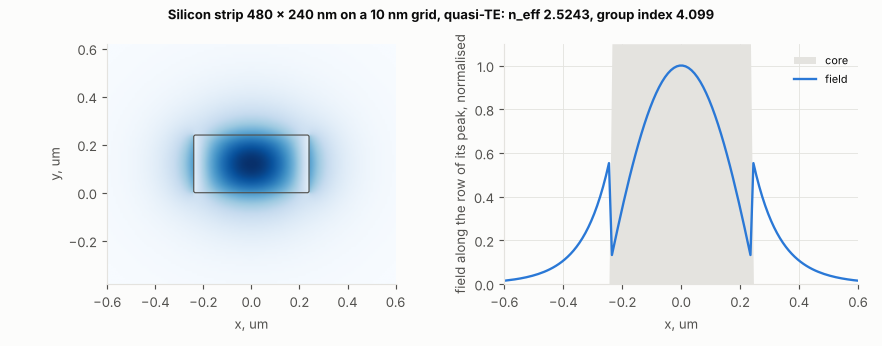 Silicon strip 480 × 240 nm on a 10 nm grid, quasi-TE: n_eff 2.5243, group index 4.099
y, um
0.6
0.4
0.2
0.0
−0.2
−0.6 −0.4 −0.2 0.0 0.2 0.4 0.6
x, um
field along the row of its peak, normalised
1.0
0.8
0.6
0.4
0.2
0.0
core
field
−0.6 −0.4 −0.2 0.0 0.2 0.4 0.6
x, um